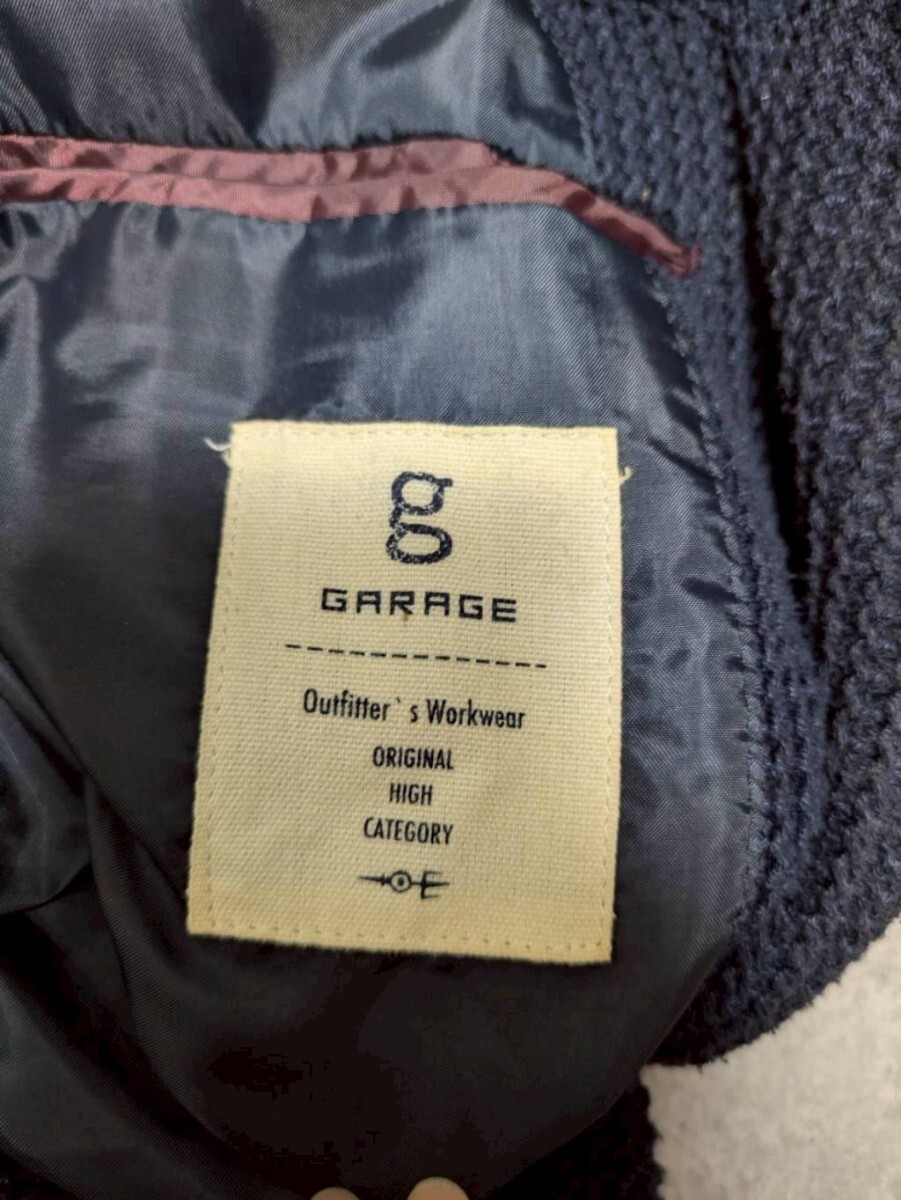 g
GARAGE
Outfitter`s Workwear
ORIGINAL
HIGH
CATEGORY
E